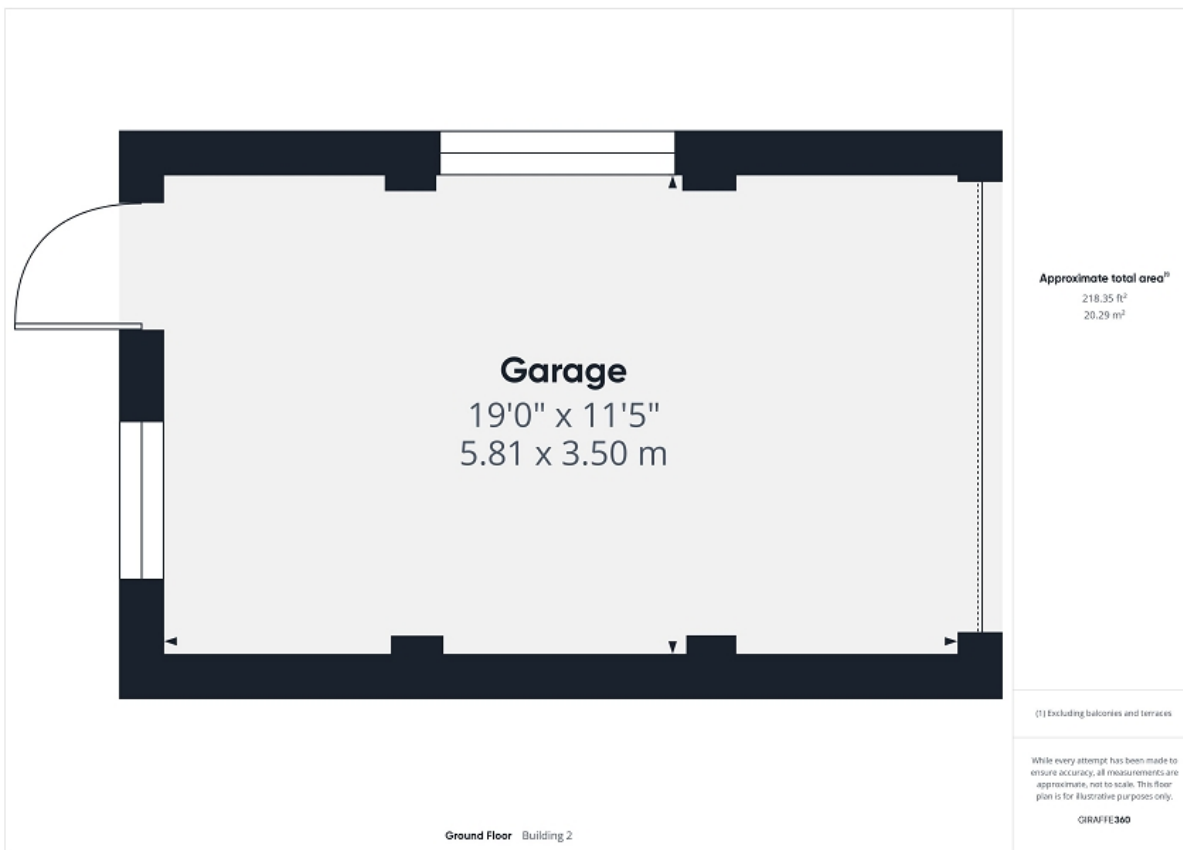 Garage
19'0" x 11'5"
5.81 x 3.50 m
Approximate total area⁽¹⁾
218.35 ft²
20.29 m²
(1) Excluding balconies and terraces
While every attempt has been made to
ensure accuracy, all measurements are
approximate, not to scale. This floor
plan is for illustrative purposes only.
GIRAFFE360
Ground Floor Building 2